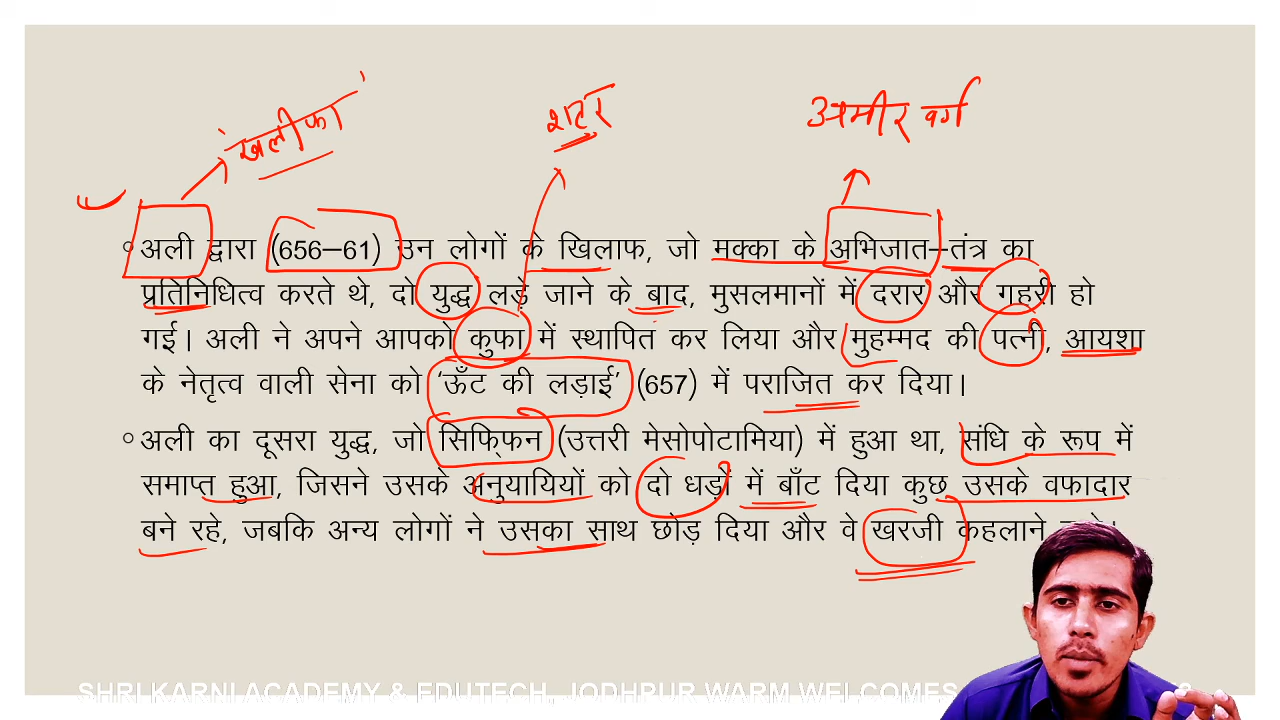 खलीफा
शहर
अमीर वर्ग
अली द्वारा (656–61) उन लोगों के खिलाफ, जो मक्का के अभिजात–तंत्र का
प्रतिनिधित्व करते थे, दो युद्ध लड़े जाने के बाद, मुसलमानों में दरार और गहरी हो
गई। अली ने अपने आपको कुफा में स्थापित कर लिया और मुहम्मद की पत्नी, आयशा
के नेतृत्व वाली सेना को 'ऊँट की लड़ाई' (657) में पराजित कर दिया।
अली का दूसरा युद्ध, जो सिफि्फन (उत्तरी मेसोपोटामिया) में हुआ था, संधि के रूप में
समाप्त हुआ, जिसने उसके अनुयायियों को दो धड़ों में बाँट दिया कुछ उसके वफादार
बने रहे, जबकि अन्य लोगों ने उसका साथ छोड़ दिया और वे खरजी कहलाने
SHRI KARNI ACADEMY & EDUTECH, JODHPUR WARM WELCOMES